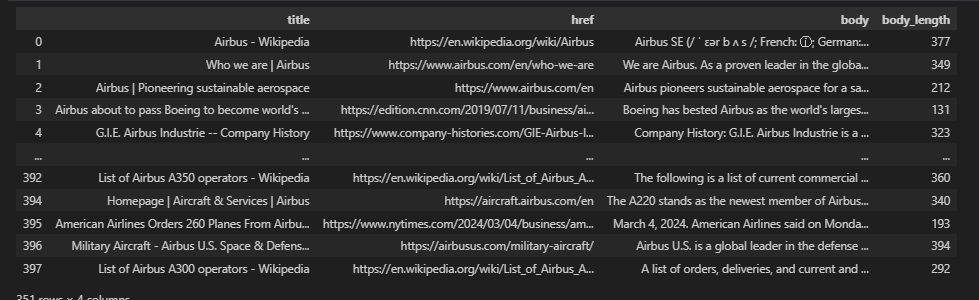 title href body body_length
0 Airbus - Wikipedia https://en.wikipedia.org/wiki/Airbus Airbus SE (/ ˈ ɛər b ʌ s /; French: ⓘ; German:... 377
1 Who we are | Airbus https://www.airbus.com/en/who-we-are We are Airbus. As a proven leader in the globa... 349
2 Airbus | Pioneering sustainable aerospace https://www.airbus.com/en Airbus pioneers sustainable aerospace for a sa... 212
3 Airbus about to pass Boeing to become world's ... https://edition.cnn.com/2019/07/11/business/ai... Boeing has bested Airbus as the world's larges... 131
4 G.I.E. Airbus Industrie -- Company History https://www.company-histories.com/GIE-Airbus-I... Company History: G.I.E. Airbus Industrie is a ... 323
... ... ... ... ...
392 List of Airbus A350 operators - Wikipedia https://en.wikipedia.org/wiki/List_of_Airbus_A... The following is a list of current commercial ... 360
394 Homepage | Aircraft & Services | Airbus https://aircraft.airbus.com/en The A220 stands as the newest member of Airbus... 340
395 American Airlines Orders 260 Planes From Airbu... https://www.nytimes.com/2024/03/04/business/am... March 4, 2024. American Airlines said on Monda... 193
396 Military Aircraft - Airbus U.S. Space & Defens... https://airbusus.com/military-aircraft/ Airbus U.S. is a global leader in the defense ... 394
397 List of Airbus A300 operators - Wikipedia https://en.wikipedia.org/wiki/List_of_Airbus_A... A list of orders, deliveries, and current and ... 292
351 rows × 4 columns